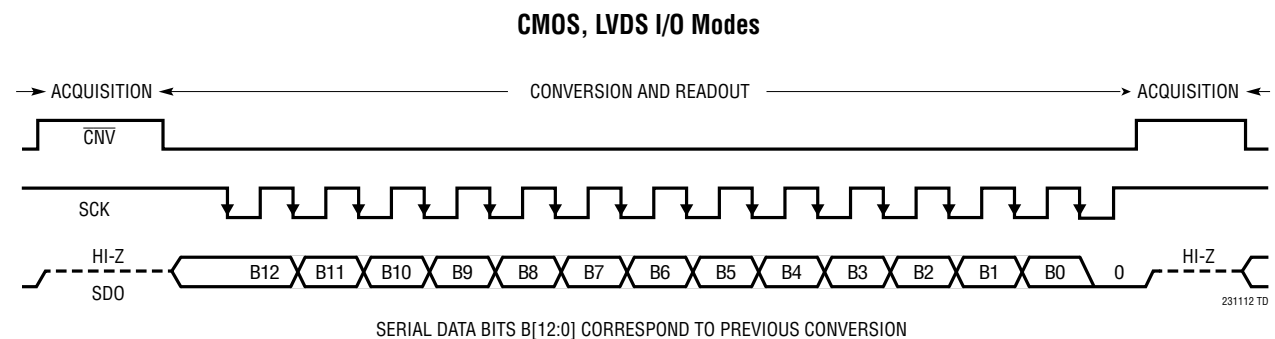 CMOS, LVDS I/O Modes
ACQUISITION CONVERSION AND READOUT ACQUISITION
CNV
SCK
HI-Z HI-Z
B12 B11 B10 B9 B8 B7 B6 B5 B4 B3 B2 B1 B0 0
SDO
231112 TD
SERIAL DATA BITS B[12:0] CORRESPOND TO PREVIOUS CONVERSION